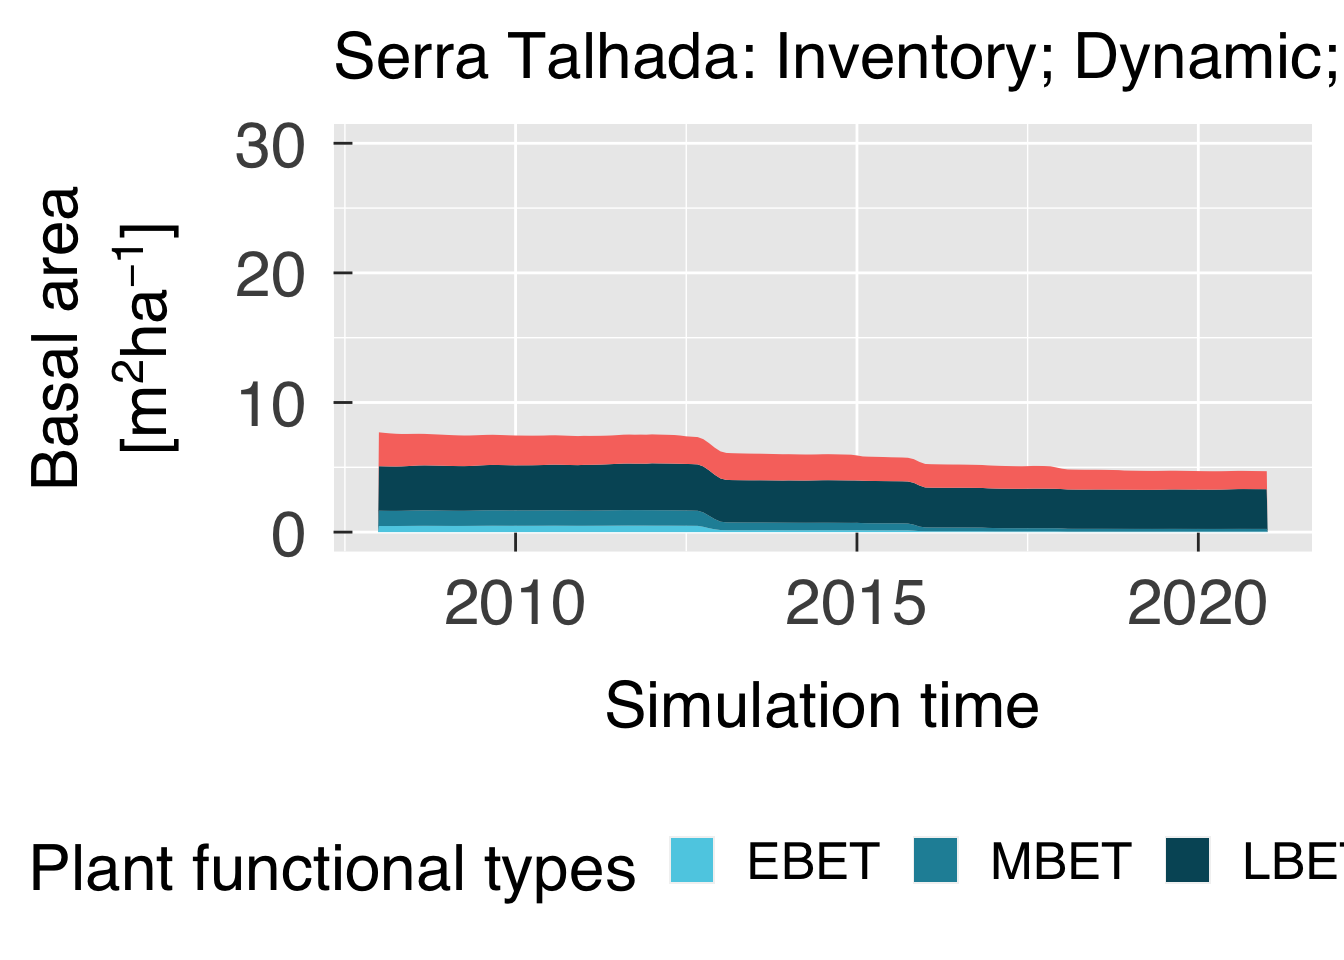 Serra Talhada: Inventory; Dynamic;
30
20
10
0
Basal area
[m²ha⁻¹]
2010 2015 2020
Simulation time
Plant functional types EBET MBET LBE